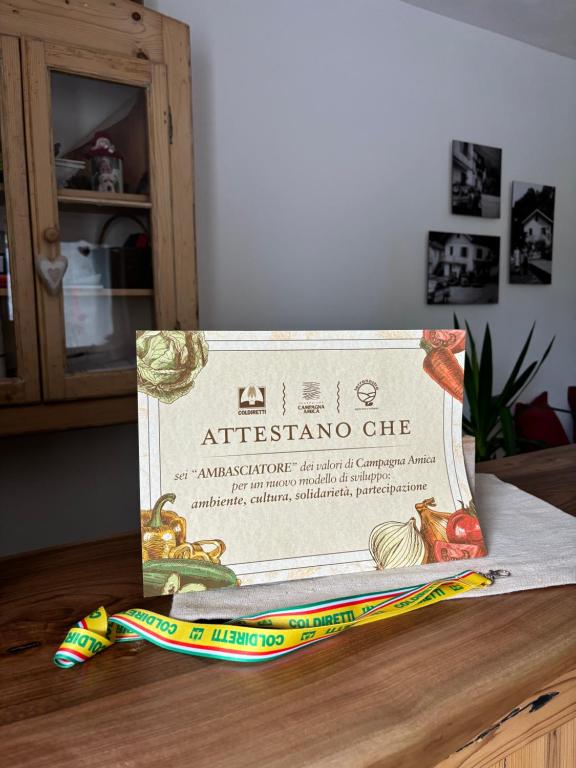 COLDIRETTI
CAMPAGNA
AMICA
ATTESTANO CHE
sei "AMBASCIATORE" dei valori di Campagna Amica
per un nuovo modello di sviluppo:
ambiente, cultura, solidarietà, partecipazione
COLDIRETTI
COLDIRETTI
COLDIRETTI